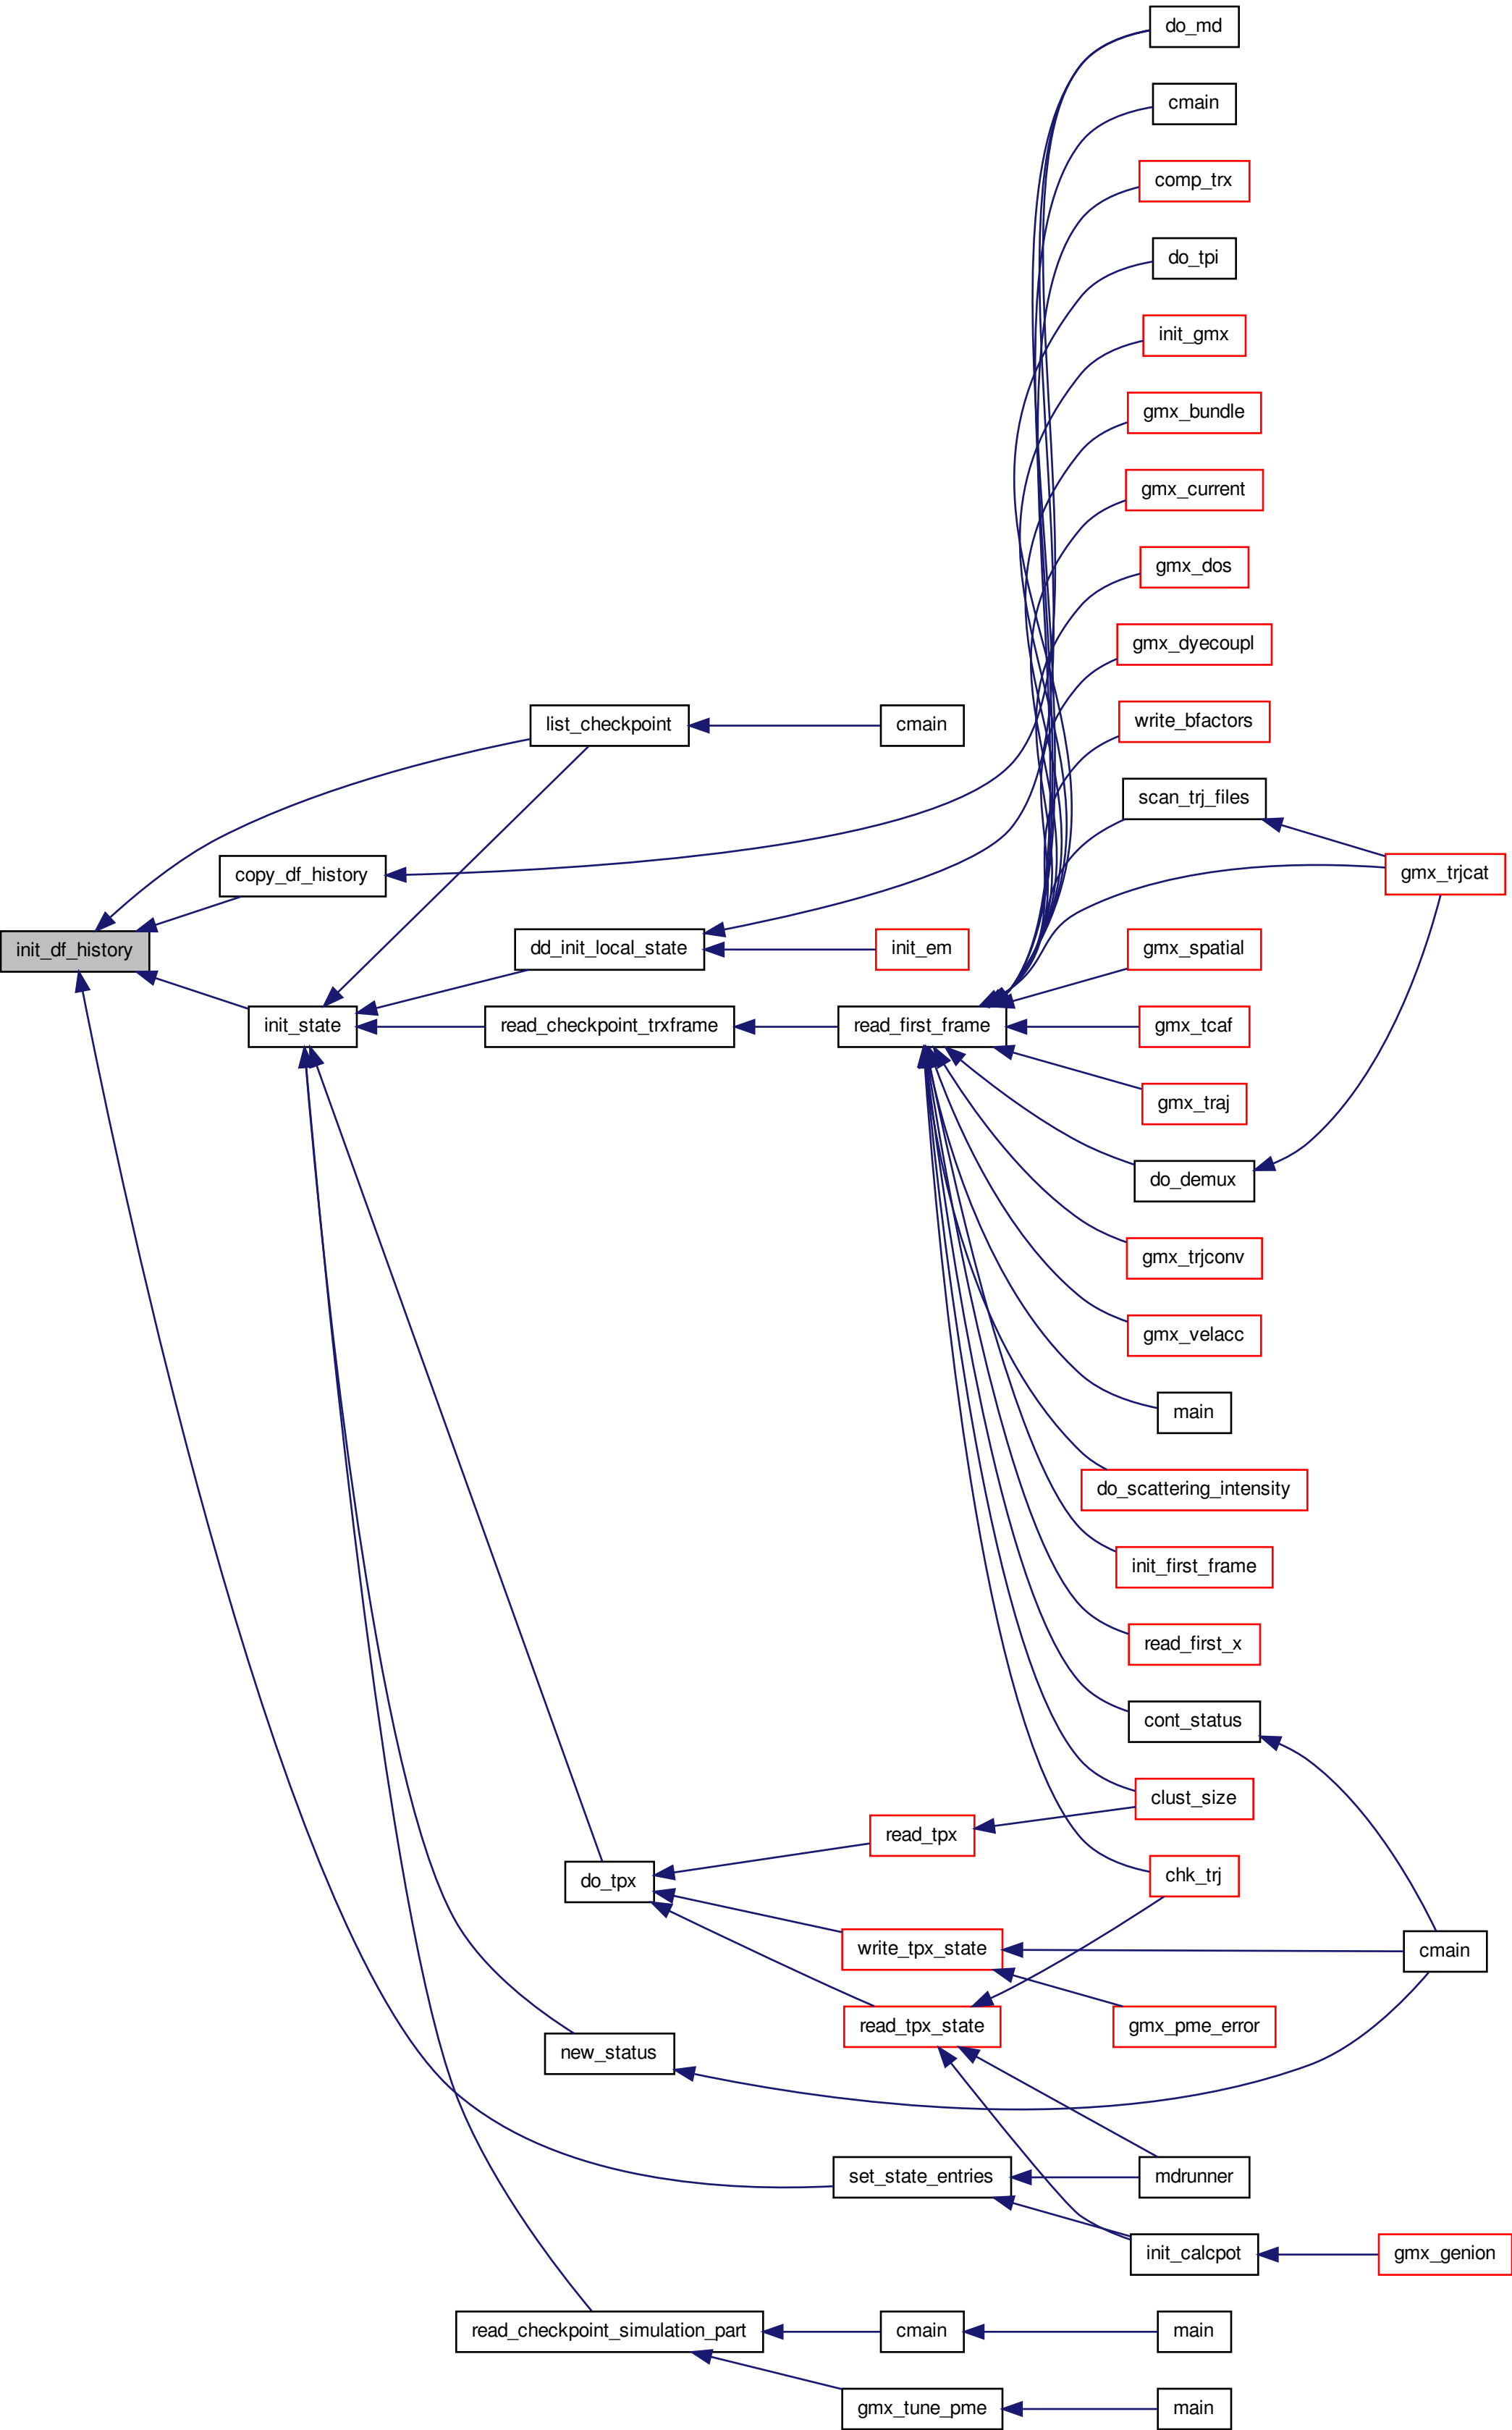 do_md
cmain
comp_trx
do_tpi
init_gmx
gmx_bundle
gmx_current
gmx_dos
gmx_dyecoupl
write_bfactors
list_checkpoint
cmain
scan_trj_files
copy_df_history
gmx_trjcat
init_df_history
dd_init_local_state
init_em
gmx_spatial
init_state
read_checkpoint_trxframe
read_first_frame
gmx_tcaf
gmx_traj
do_demux
gmx_trjconv
gmx_velacc
main
do_scattering_intensity
init_first_frame
read_first_x
cont_status
clust_size
read_tpx
do_tpx
chk_trj
write_tpx_state
cmain
read_tpx_state
gmx_pme_error
new_status
set_state_entries
mdrunner
init_calcpot
gmx_genion
read_checkpoint_simulation_part
cmain
main
gmx_tune_pme
main